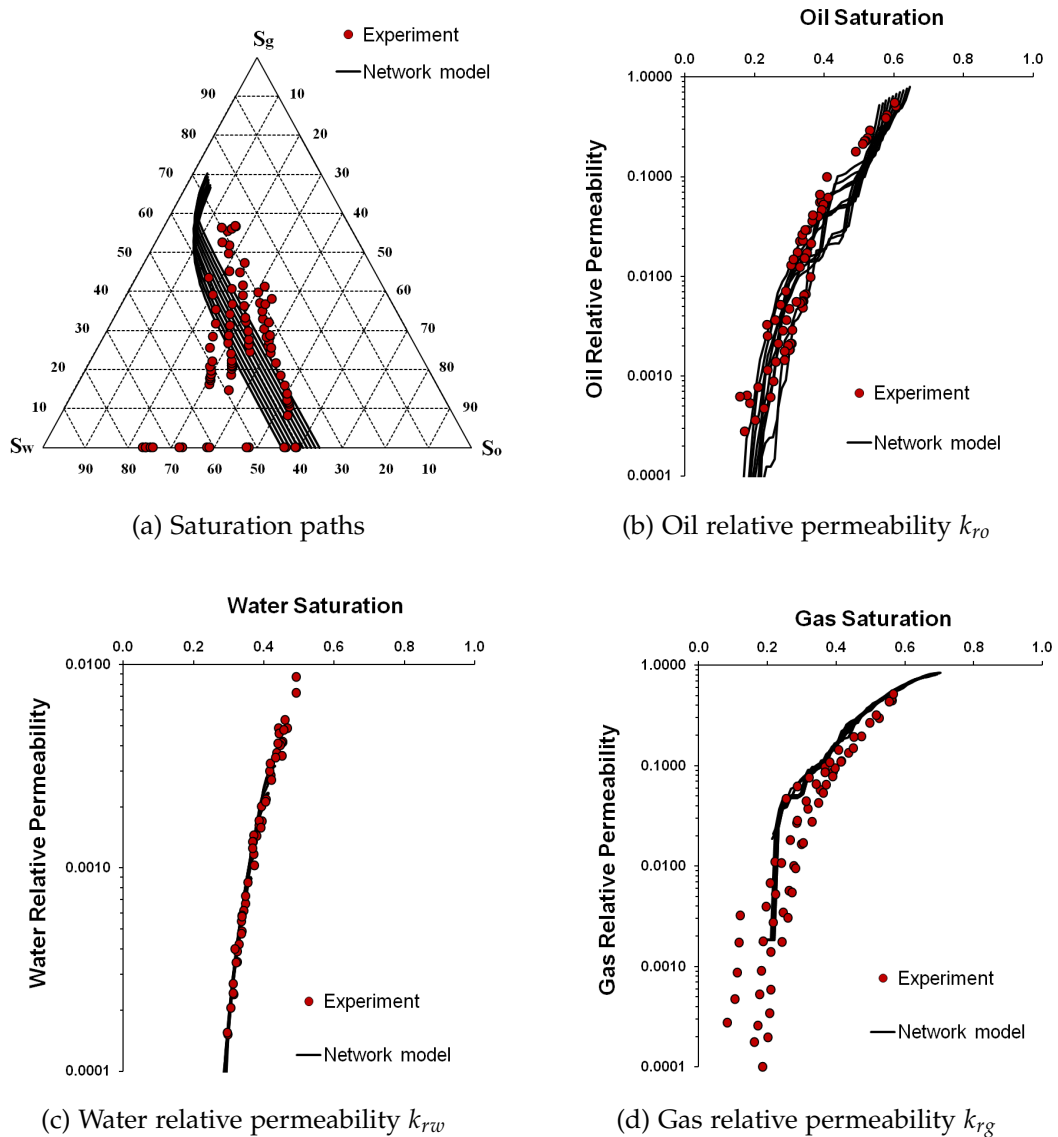 Sg
Experiment
Network model
90
10
80
20
70
30
60
40
50
40
60
30
70
20
80
10
90
Sw
So
90 80 70 60 50 40 30 20 10
(a) Saturation paths
Oil Saturation
0.0 0.2 0.4 0.6 0.8 1.0
1.0000
0.1000
0.0100
0.0010
0.0001
Oil Relative Permeability
Experiment
Network model
(b) Oil relative permeability kro
Water Saturation
0.0 0.2 0.4 0.6 0.8 1.0
0.0100
0.0010
0.0001
Water Relative Permeability
Experiment
Network model
(c) Water relative permeability krw
Gas Saturation
0.0 0.2 0.4 0.6 0.8 1.0
1.0000
0.1000
0.0100
0.0010
0.0001
Gas Relative Permeability
Experiment
Network model
(d) Gas relative permeability krg